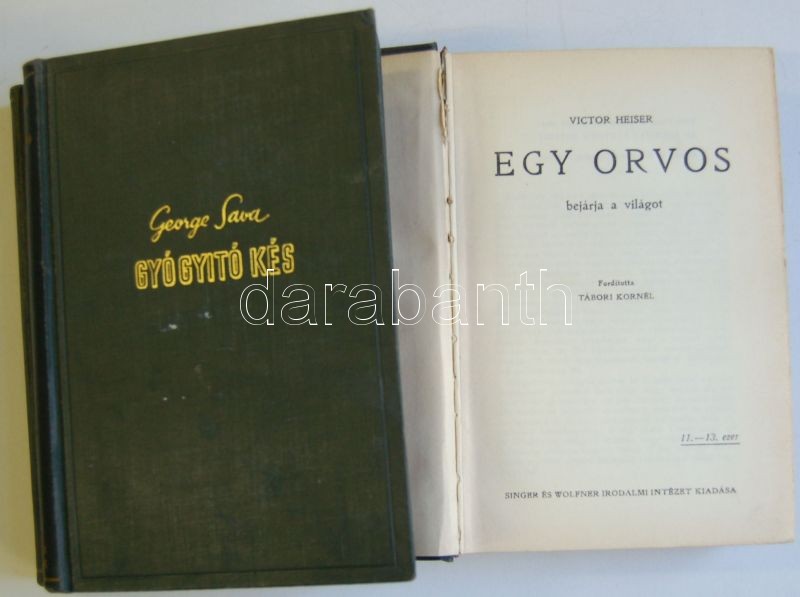 George Sava
GYÓGYITÓ KÉS
VICTOR HEISER
EGY ORVOS
bejárja a világot
Fordította
TÁBORI KORNÉL
11.—13. ezer
SINGER ÉS WOLFNER IRODALMI INTÉZET KIADÁSA
darabanth